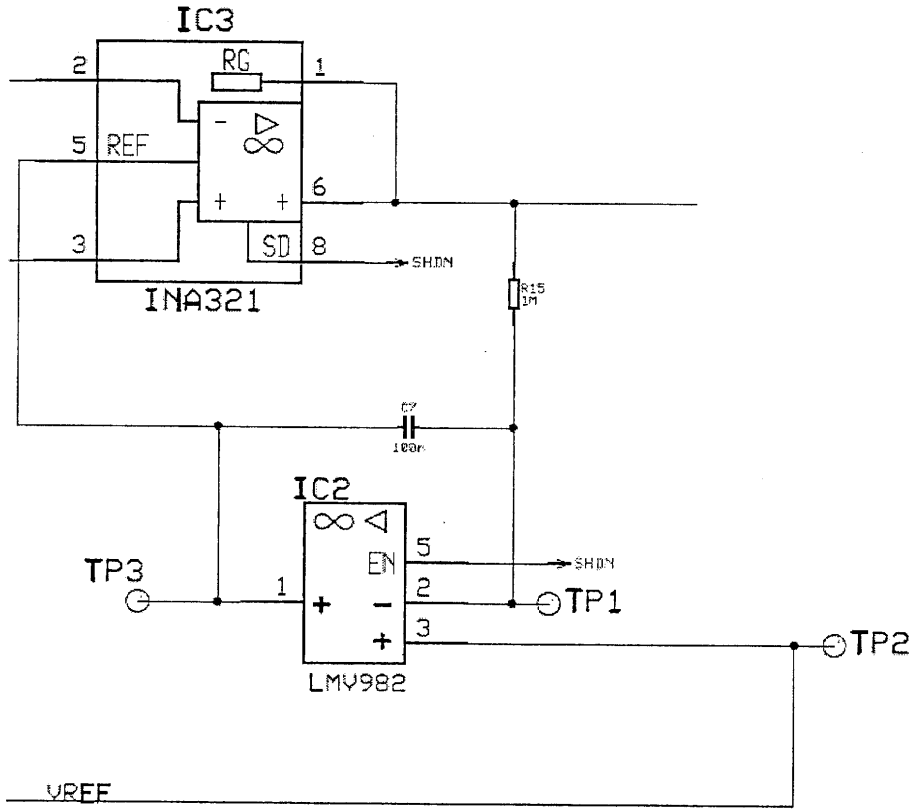 IC3
2
RG
1
-
5
REF
+
+
6
3
SD
8
SHDN
INA321
R15
1M
C7
100n
IC2
EN
5
SHDN
TP3
1
+
-
2
TP1
+
3
TP2
LMV982
VREF